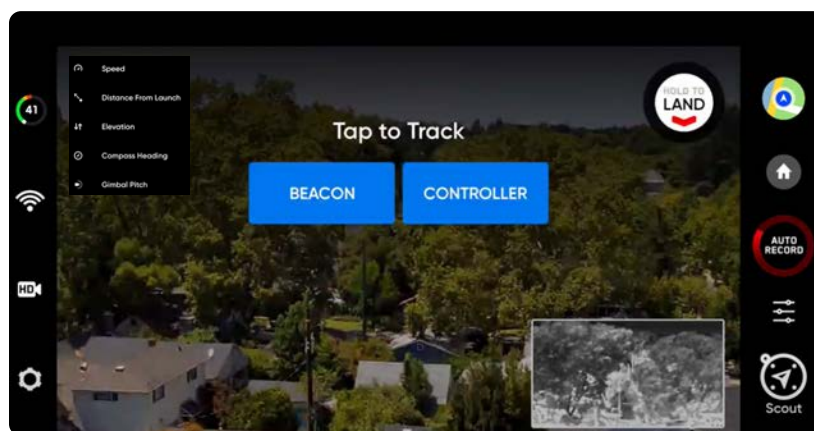 41
Speed
Distance From Launch
Elevation
Compass Heading
Gimbal Pitch
HOLD TO
LAND
Tap to Track
BEACON
CONTROLLER
AUTO
RECORD
HD
Scout